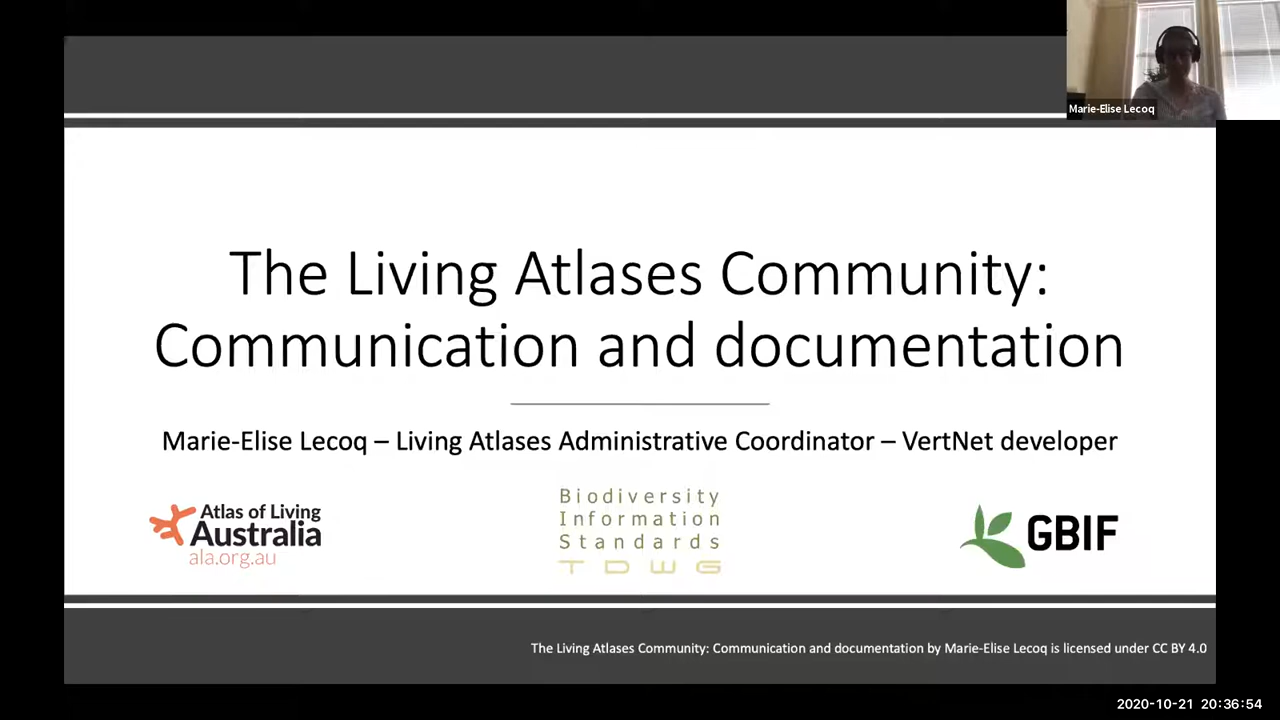 Marie-Elise Lecoq
The Living Atlases Community:
Communication and documentation
Marie-Elise Lecoq – Living Atlases Administrative Coordinator – VertNet developer
Atlas of Living
Australia
ala.org.au
Biodiversity
Information
Standards
TDWG
GBIF
The Living Atlases Community: Communication and documentation by Marie-Elise Lecoq is licensed under CC BY 4.0
2020-10-21 20:36:54